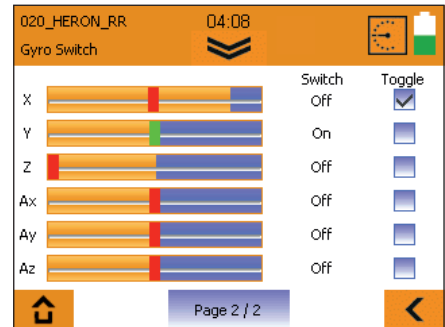 020_HERON_RR 04:08
Gyro Switch
Switch Toggle
X Off
Y On
Z Off
Ax Off
Ay Off
Az Off
Page 2 / 2